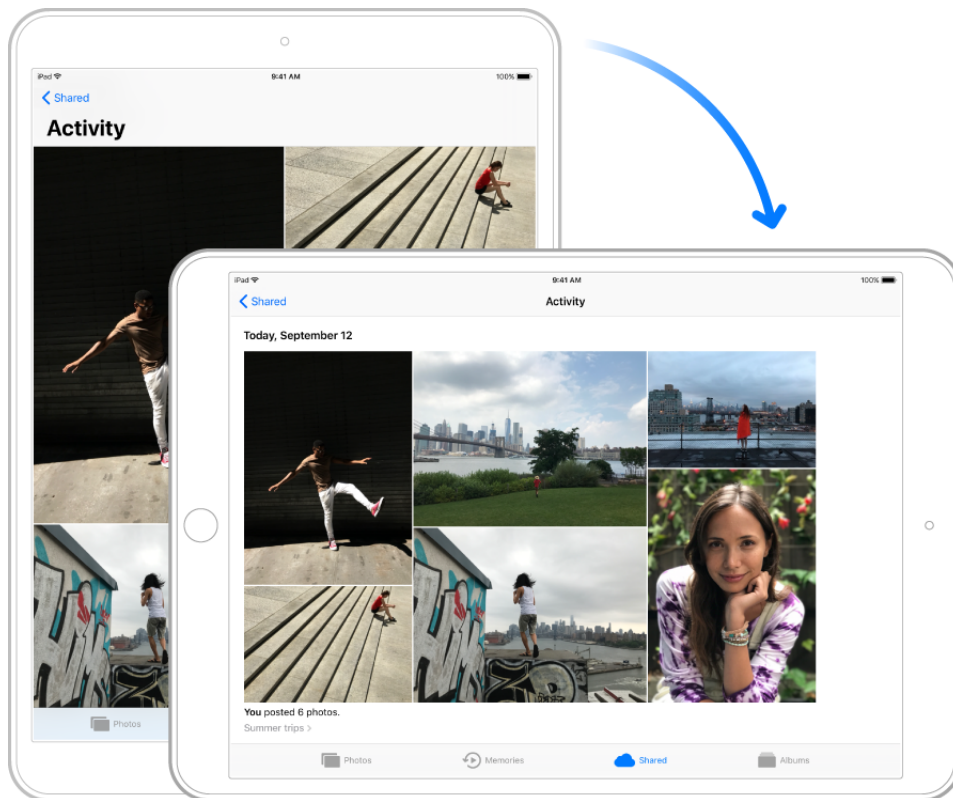 iPad 9:41 AM 100%
Shared
Activity
Photos
iPad 9:41 AM 100%
Shared Activity
Today, September 12
You posted 6 photos.
Summer trips >
Photos Memories Shared Albums